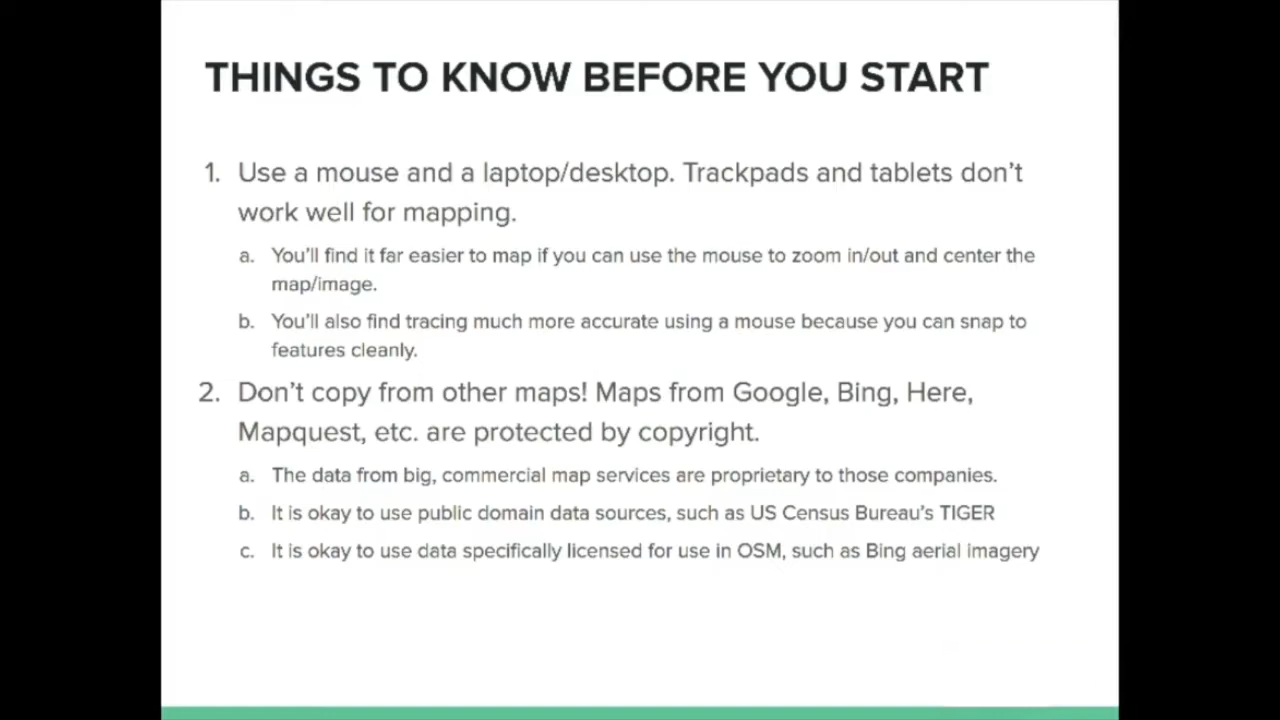 THINGS TO KNOW BEFORE YOU START
1. Use a mouse and a laptop/desktop. Trackpads and tablets don’t
work well for mapping.
a. You’ll find it far easier to map if you can use the mouse to zoom in/out and center the
map/image.
b. You’ll also find tracing much more accurate using a mouse because you can snap to
features cleanly.
2. Don’t copy from other maps! Maps from Google, Bing, Here,
Mapquest, etc. are protected by copyright.
a. The data from big, commercial map services are proprietary to those companies.
b. It is okay to use public domain data sources, such as US Census Bureau’s TIGER
c. It is okay to use data specifically licensed for use in OSM, such as Bing aerial imagery